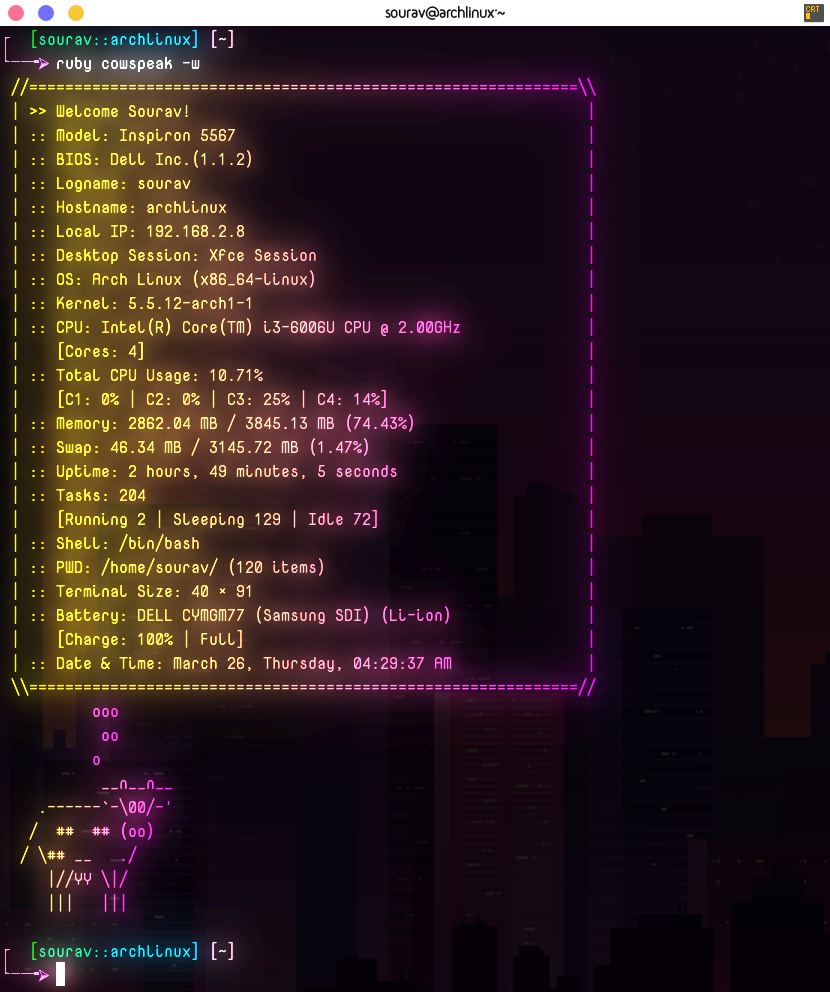 sourav@archlinux:~
CRT
[sourav::archlinux] [~]
ruby cowspeak -w
//=============================================================\\
| >> Welcome Sourav! |
| :: Model: Inspiron 5567 |
| :: BIOS: Dell Inc.(1.1.2) |
| :: Logname: sourav |
| :: Hostname: archlinux |
| :: Local IP: 192.168.2.8 |
| :: Desktop Session: Xfce Session |
| :: OS: Arch Linux (x86_64-linux) |
| :: Kernel: 5.5.12-arch1-1 |
| :: CPU: Intel(R) Core(TM) i3-6006U CPU @ 2.00GHz |
| [Cores: 4] |
| :: Total CPU Usage: 10.71% |
| [C1: 0% | C2: 0% | C3: 25% | C4: 14%] |
| :: Memory: 2862.04 MB / 3845.13 MB (74.43%) |
| :: Swap: 46.34 MB / 3145.72 MB (1.47%) |
| :: Uptime: 2 hours, 49 minutes, 5 seconds |
| :: Tasks: 204 |
| [Running 2 | Sleeping 129 | Idle 72] |
| :: Shell: /bin/bash |
| :: PWD: /home/sourav/ (120 items) |
| :: Terminal Size: 40 × 91 |
| :: Battery: DELL CYMGM77 (Samsung SDI) (Li-ion) |
| [Charge: 100% | Full] |
| :: Date & Time: March 26, Thursday, 04:29:37 AM |
\\=============================================================//
         ooo
          oo
         o
          __n__n__
   .------`-\00/-'
  /  ##  ## (oo)
 / \## __   ./
    |//YY \|/
    |||   |||
[sourav::archlinux] [~]